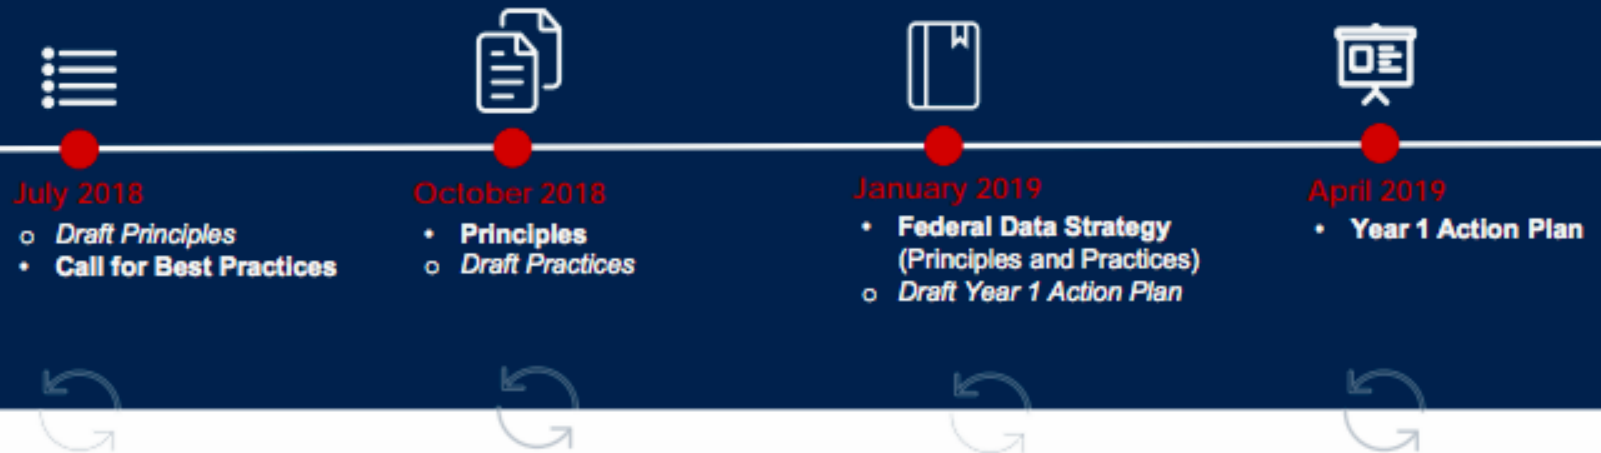 July 2018
o Draft Principles
• Call for Best Practices
October 2018
• Principles
o Draft Practices
January 2019
• Federal Data Strategy
(Principles and Practices)
o Draft Year 1 Action Plan
April 2019
• Year 1 Action Plan